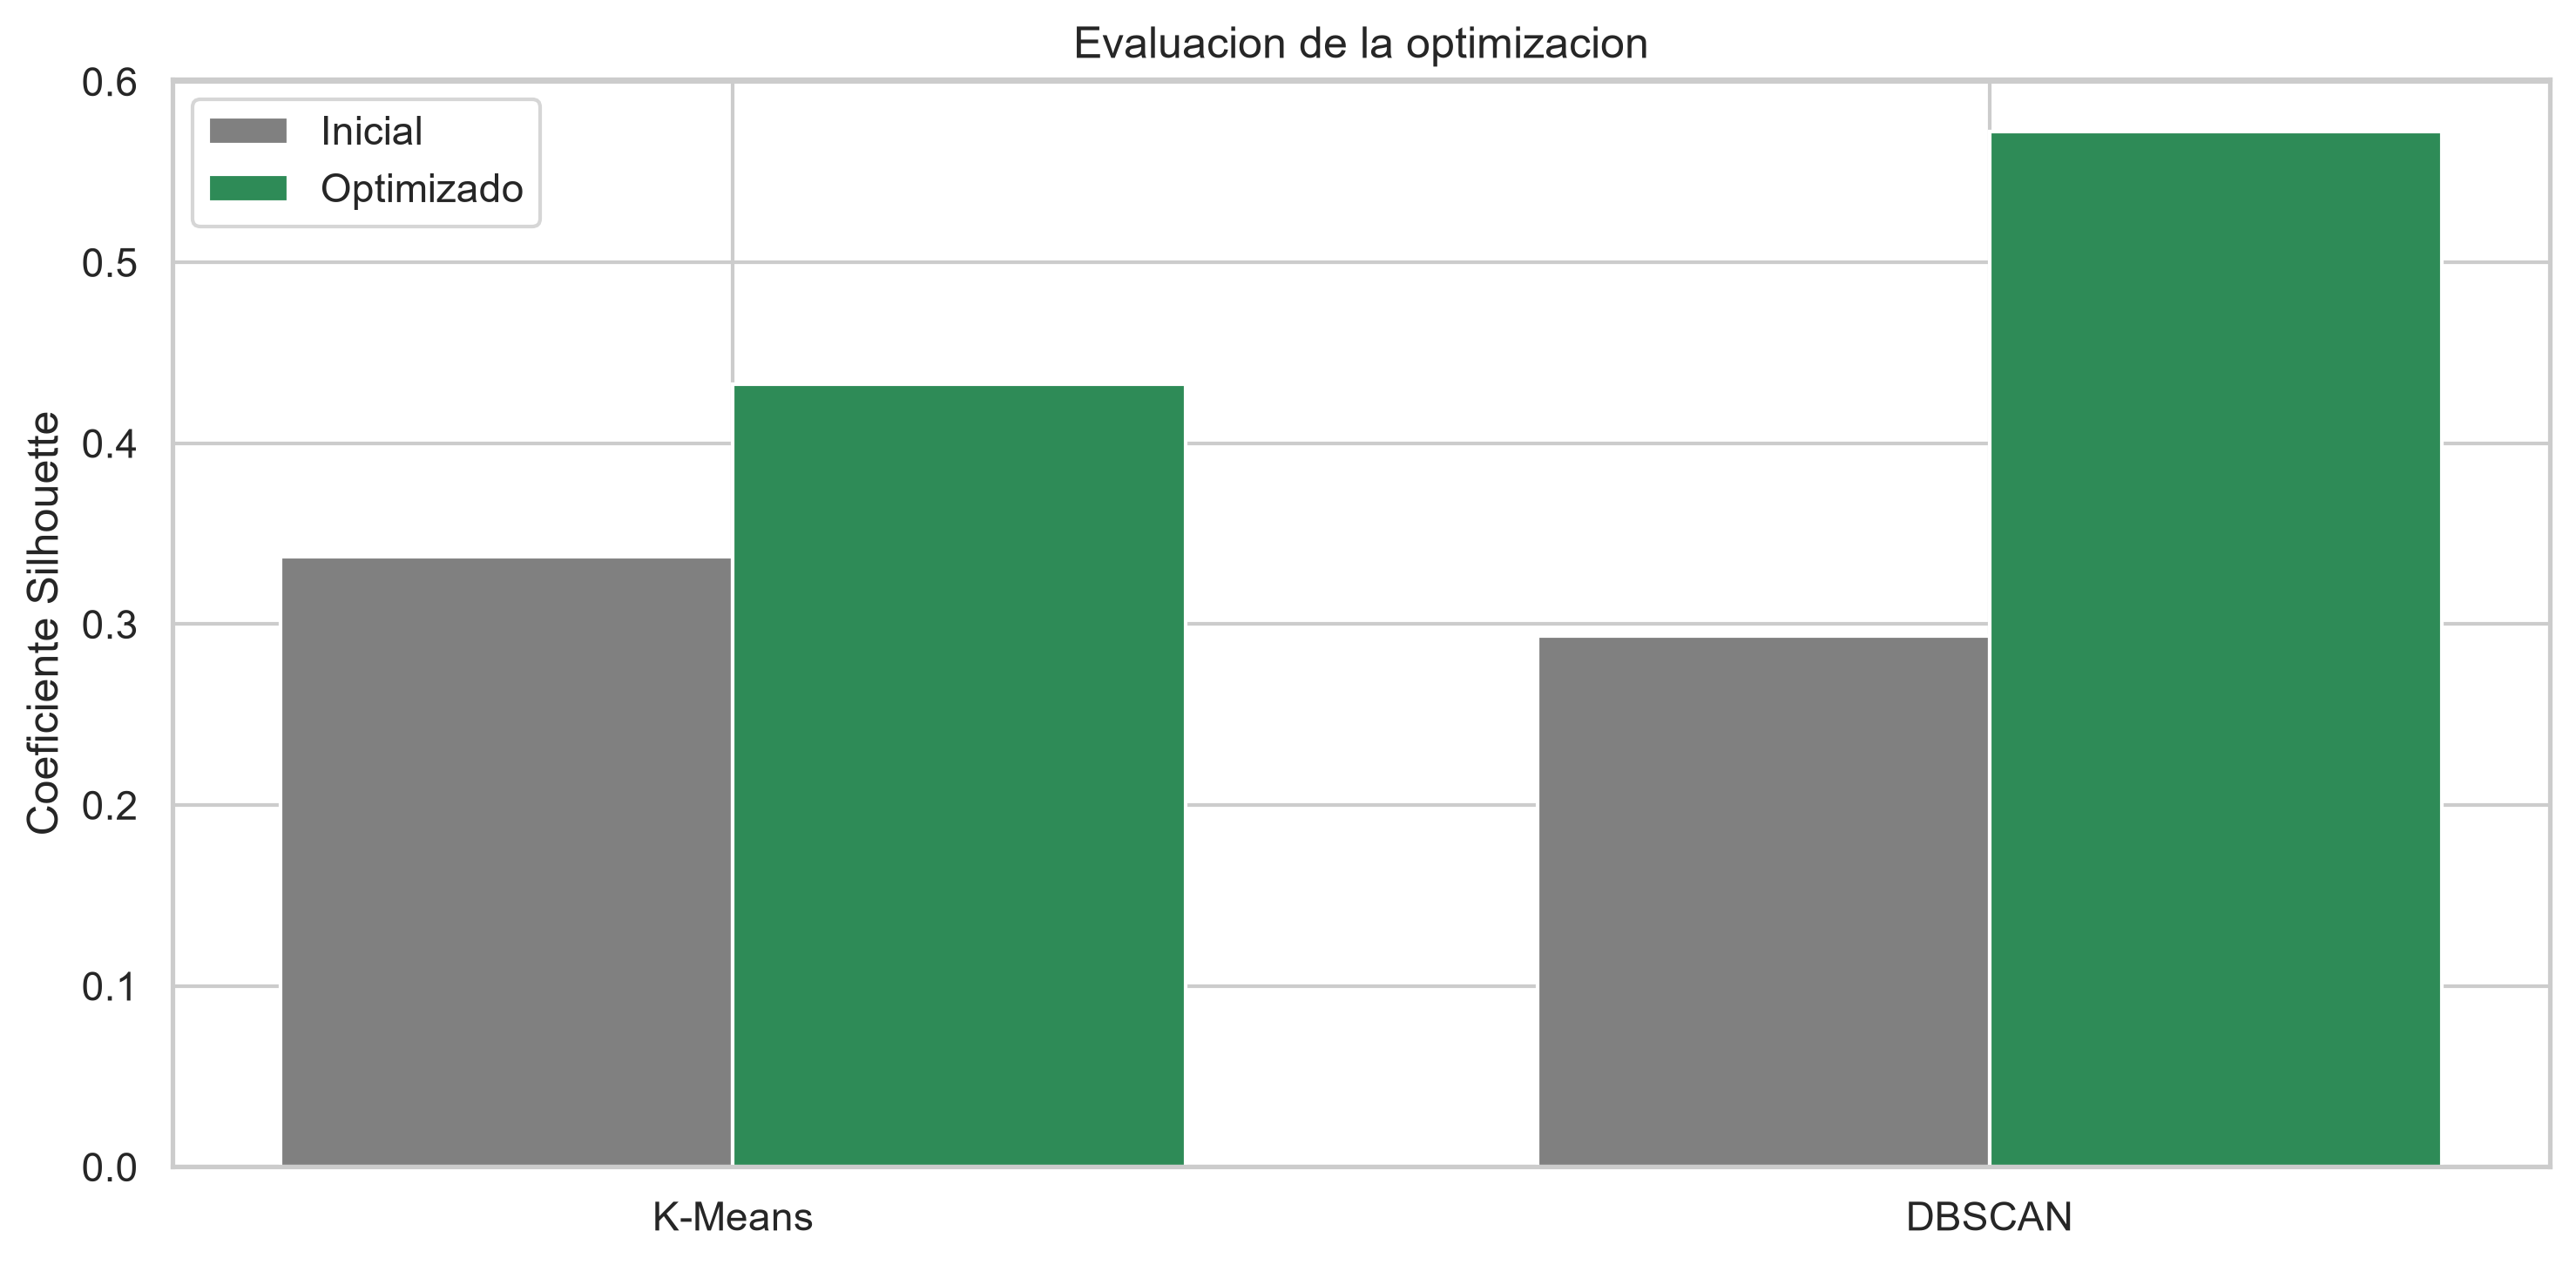 Evaluacion de la optimizacion
Inicial
Optimizado
Coeficiente Silhouette
0.6
0.5
0.4
0.3
0.2
0.1
0.0
K-Means
DBSCAN